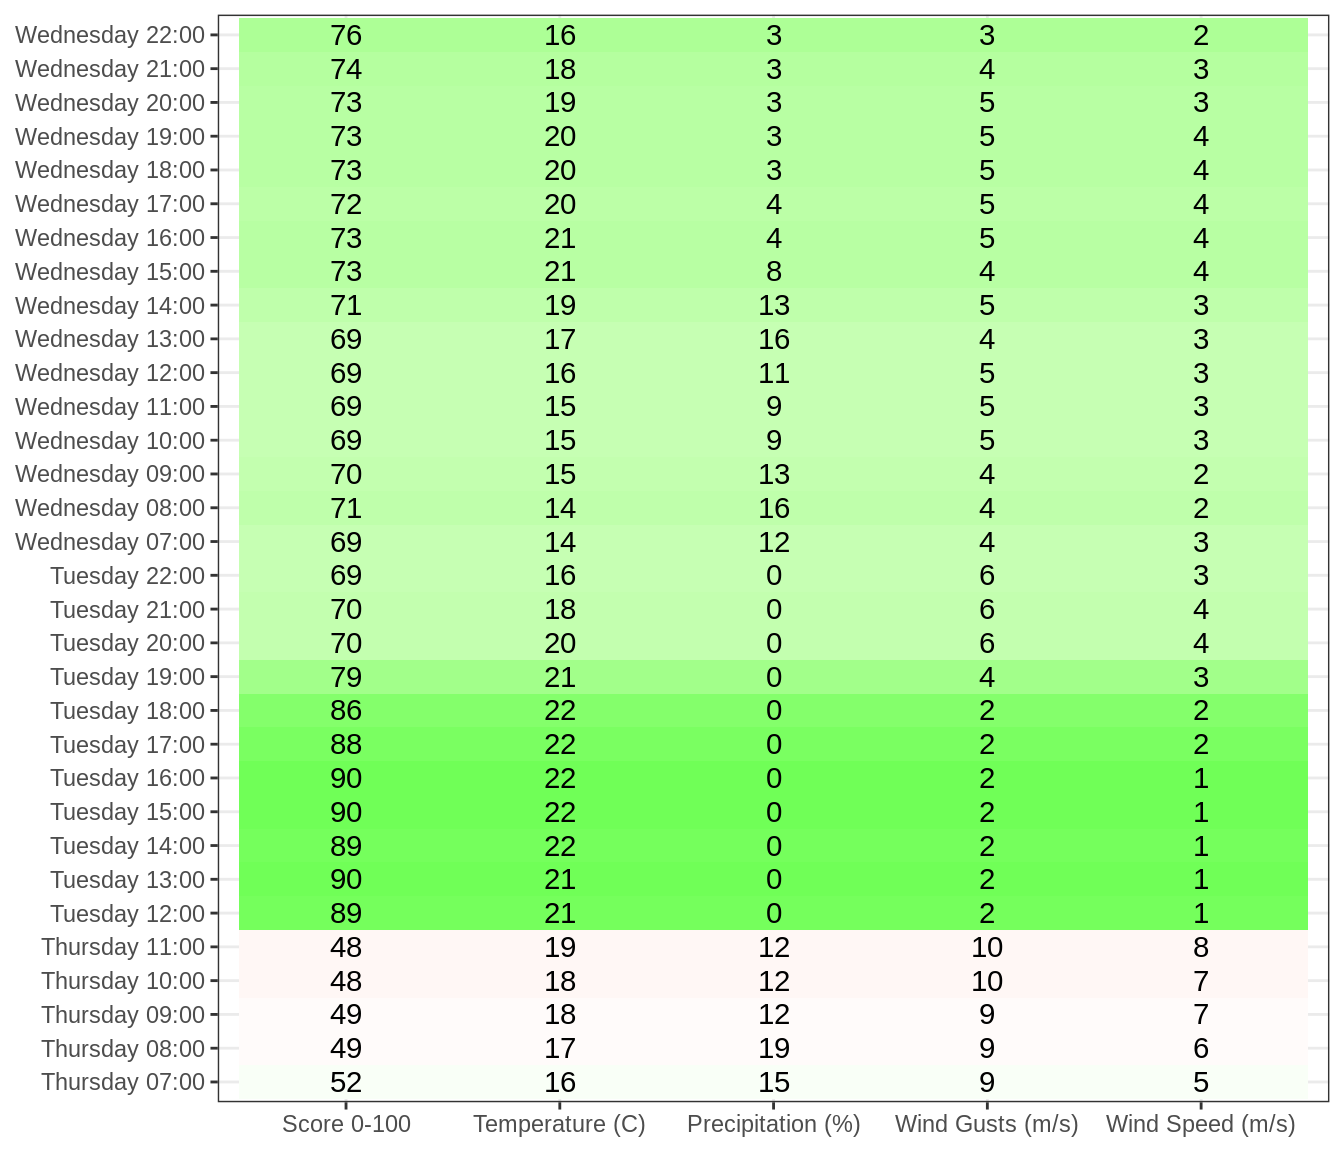 Wednesday 22:00 76 16 3 3 2
Wednesday 21:00 74 18 3 4 3
Wednesday 20:00 73 19 3 5 3
Wednesday 19:00 73 20 3 5 4
Wednesday 18:00 73 20 3 5 4
Wednesday 17:00 72 20 4 5 4
Wednesday 16:00 73 21 4 5 4
Wednesday 15:00 73 21 8 4 4
Wednesday 14:00 71 19 13 5 3
Wednesday 13:00 69 17 16 4 3
Wednesday 12:00 69 16 11 5 3
Wednesday 11:00 69 15 9 5 3
Wednesday 10:00 69 15 9 5 3
Wednesday 09:00 70 15 13 4 2
Wednesday 08:00 71 14 16 4 2
Wednesday 07:00 69 14 12 4 3
Tuesday 22:00 69 16 0 6 3
Tuesday 21:00 70 18 0 6 4
Tuesday 20:00 70 20 0 6 4
Tuesday 19:00 79 21 0 4 3
Tuesday 18:00 86 22 0 2 2
Tuesday 17:00 88 22 0 2 2
Tuesday 16:00 90 22 0 2 1
Tuesday 15:00 90 22 0 2 1
Tuesday 14:00 89 22 0 2 1
Tuesday 13:00 90 21 0 2 1
Tuesday 12:00 89 21 0 2 1
Thursday 11:00 48 19 12 10 8
Thursday 10:00 48 18 12 10 7
Thursday 09:00 49 18 12 9 7
Thursday 08:00 49 17 19 9 6
Thursday 07:00 52 16 15 9 5
Score 0-100 Temperature (C) Precipitation (%) Wind Gusts (m/s) Wind Speed (m/s)